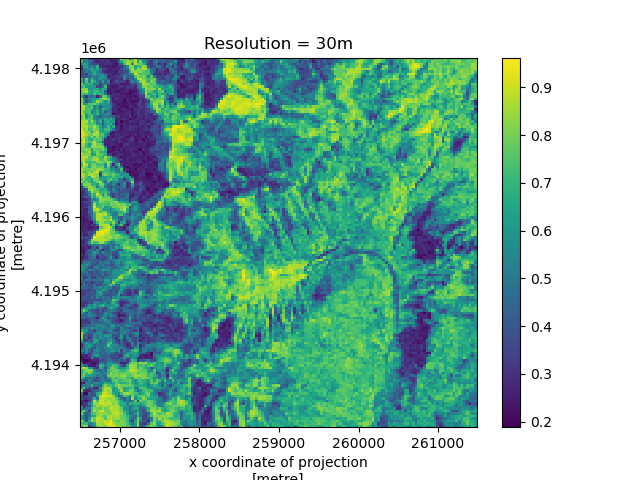 Resolution = 30m
1e6
4.198
4.197
4.196
4.195
4.194
y coordinate of projection
[metre]
257000 258000 259000 260000 261000
x coordinate of projection
[metre]
0.9
0.8
0.7
0.6
0.5
0.4
0.3
0.2